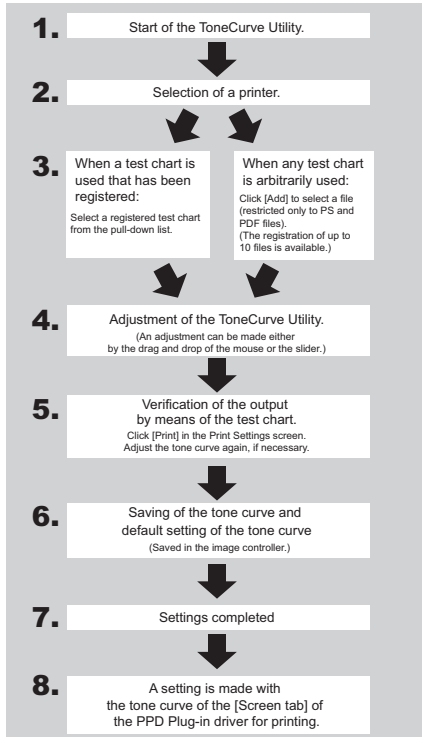 1. Start of the ToneCurve Utility.
2. Selection of a printer.
3. When a test chart is
used that has been
registered:
Select a registered test chart
from the pull-down list.
When any test chart
is arbitrarily used:
Click [Add] to select a file
(restricted only to PS and
PDF files).
(The registration of up to
10 files is available.)
4. Adjustment of the ToneCurve Utility.
(An adjustment can be made either
by the drag and drop of the mouse or the slider.)
5. Verification of the output
by means of the test chart.
Click [Print] in the Print Settings screen.
Adjust the tone curve again, if necessary.
6. Saving of the tone curve and
default setting of the tone curve
(Saved in the image controller.)
7. Settings completed
8. A setting is made with
the tone curve of the [Screen tab] of
the PPD Plug-in driver for printing.